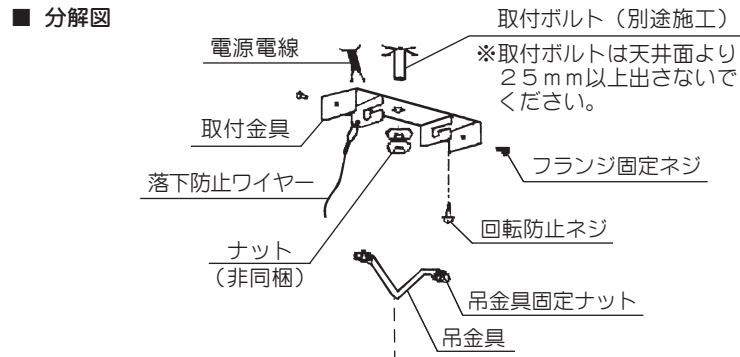 ■ 分解図
取付ボルト（別途施工）
※取付ボルトは天井面より
２５ｍｍ以上出さないで
ください。
電源電線
取付金具
フランジ固定ネジ
落下防止ワイヤー
回転防止ネジ
ナット
（非同梱）
吊金具固定ナット
吊金具